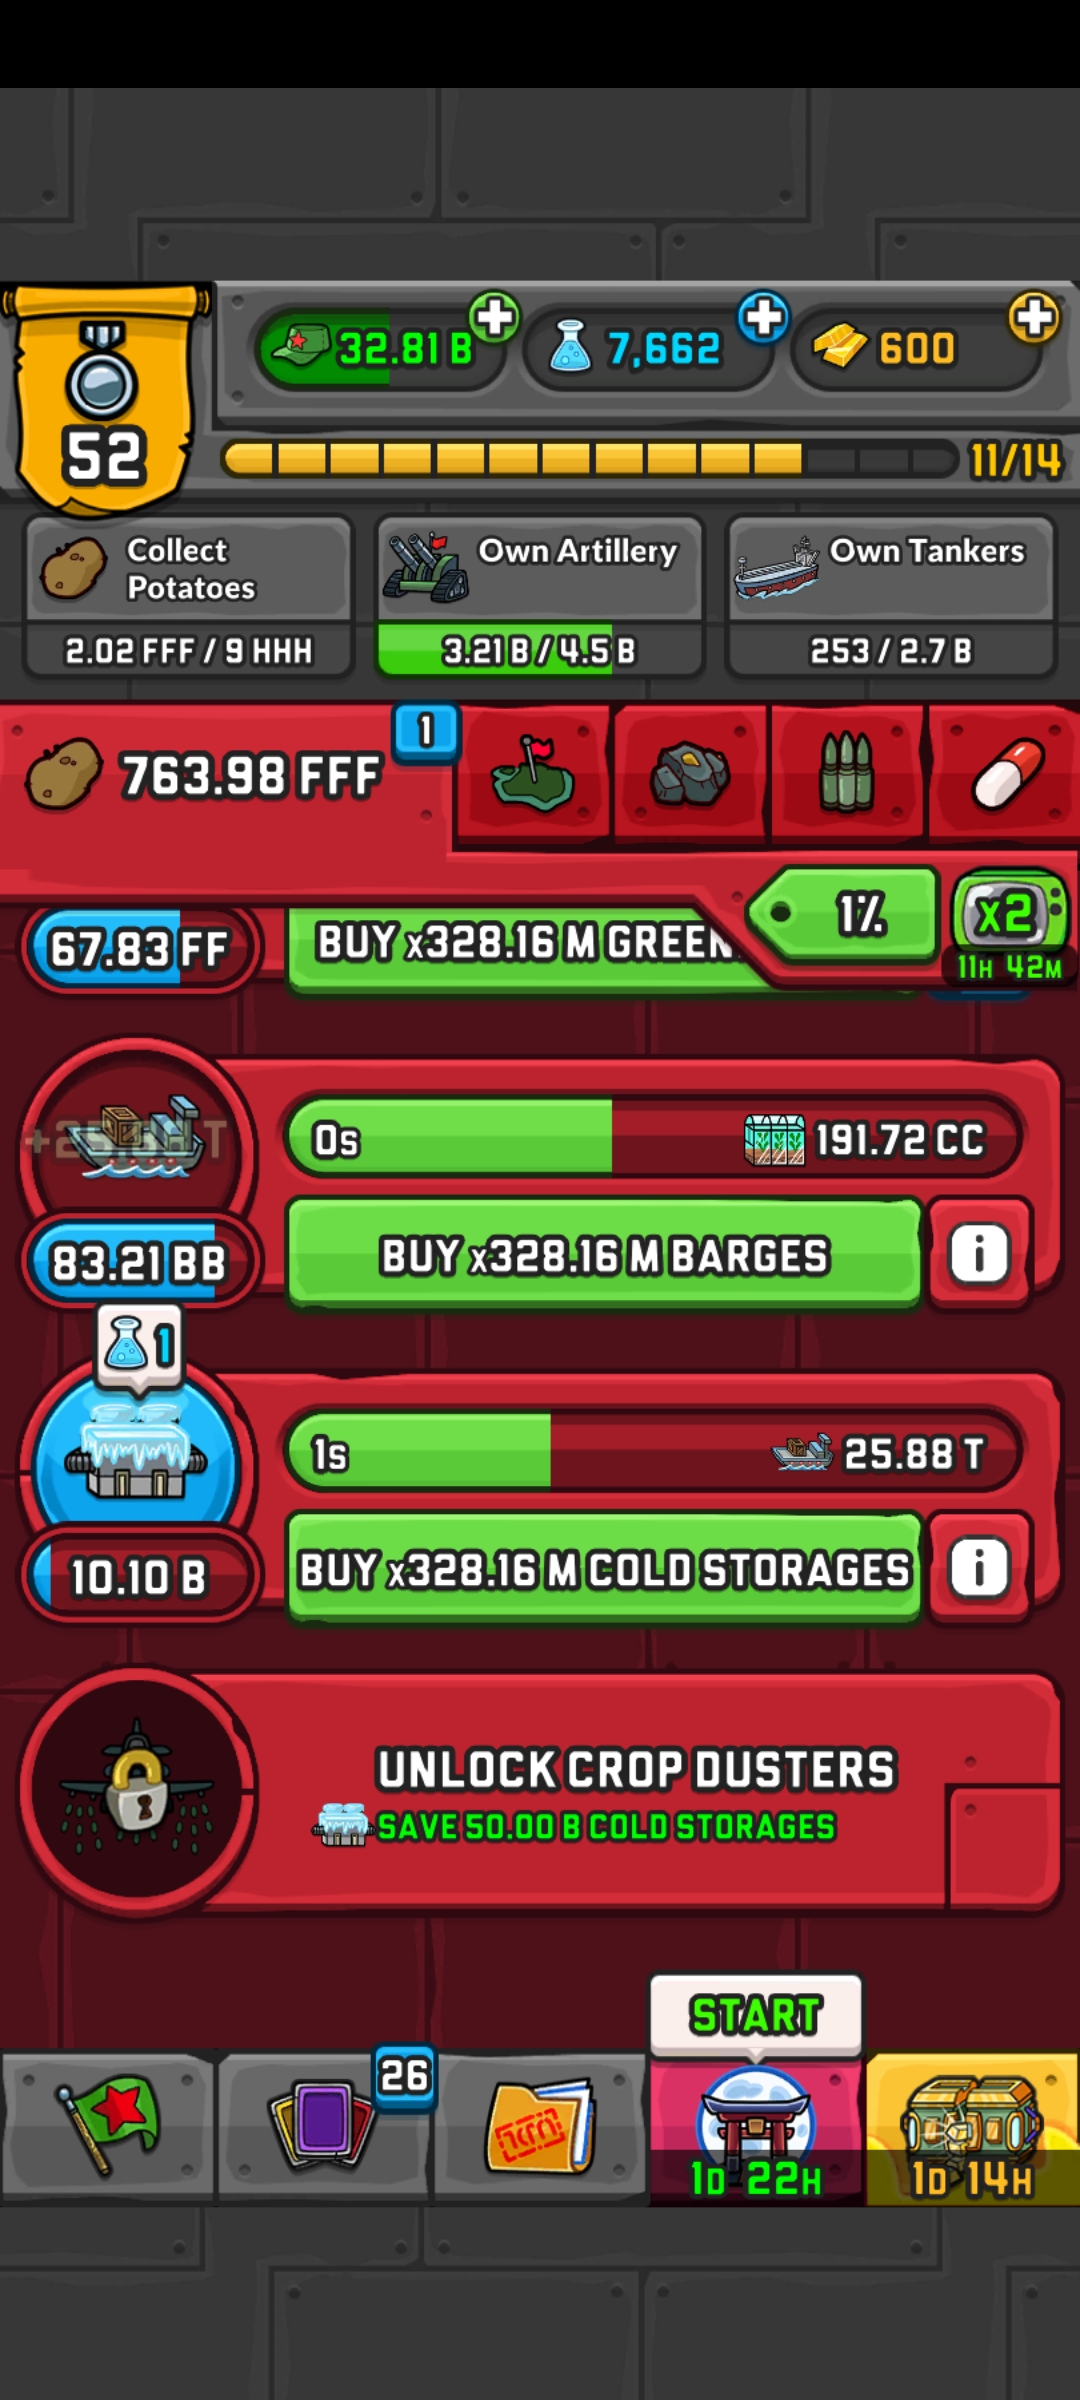 32.81 B
7,662
600
52
11/14
Collect
Potatoes
Own Artillery
Own Tankers
2.02 FFF / 9 HHH
3.21 B / 4.5 B
253 / 2.7 B
763.98 FFF
1
1%
x2
11H 42M
67.83 FF
BUY x328.16 M GREEN
0s
191.72 CC
83.21 BB
BUY x328.16 M BARGES
i
1
1s
25.88 T
10.10 B
BUY x328.16 M COLD STORAGES
i
UNLOCK CROP DUSTERS
SAVE 50.00 B COLD STORAGES
START
26
1D 22H
1D 14H